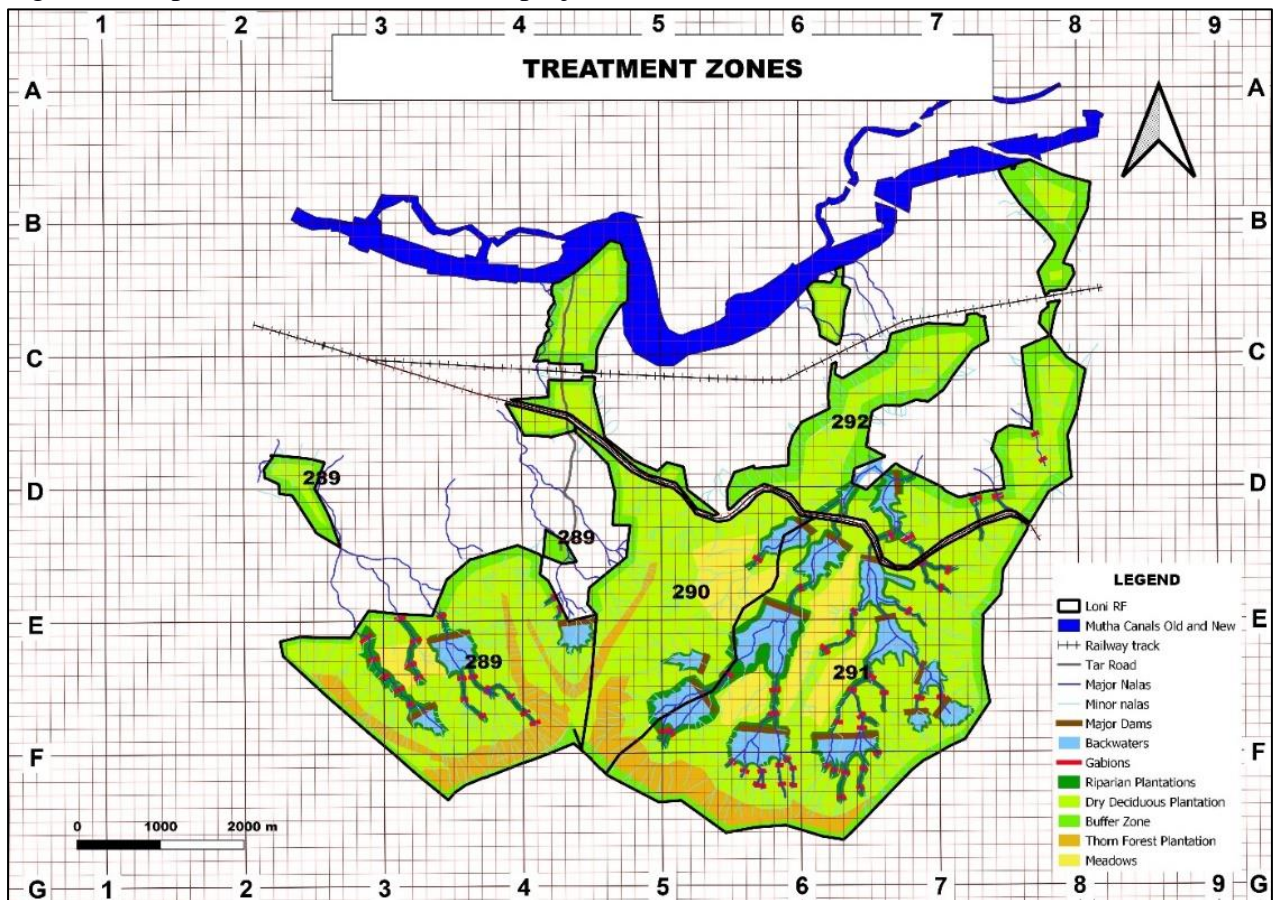 1 2 3 4 5 6 7 8 9
TREATMENT ZONES
A A
B B
C C
292
D 289 D
289
290
E E
289 291
F F
LEGEND
Loni RF
Mutha Canals Old and New
Railway track
Tar Road
Major Nalas
Minor nalas
Major Dams
Backwaters
Gabions
Riparian Plantations
Dry Deciduous Plantation
Buffer Zone
Thorn Forest Plantation
Meadows
0 1000 2000 m
G 1 2 3 4 5 6 7 8 9 G